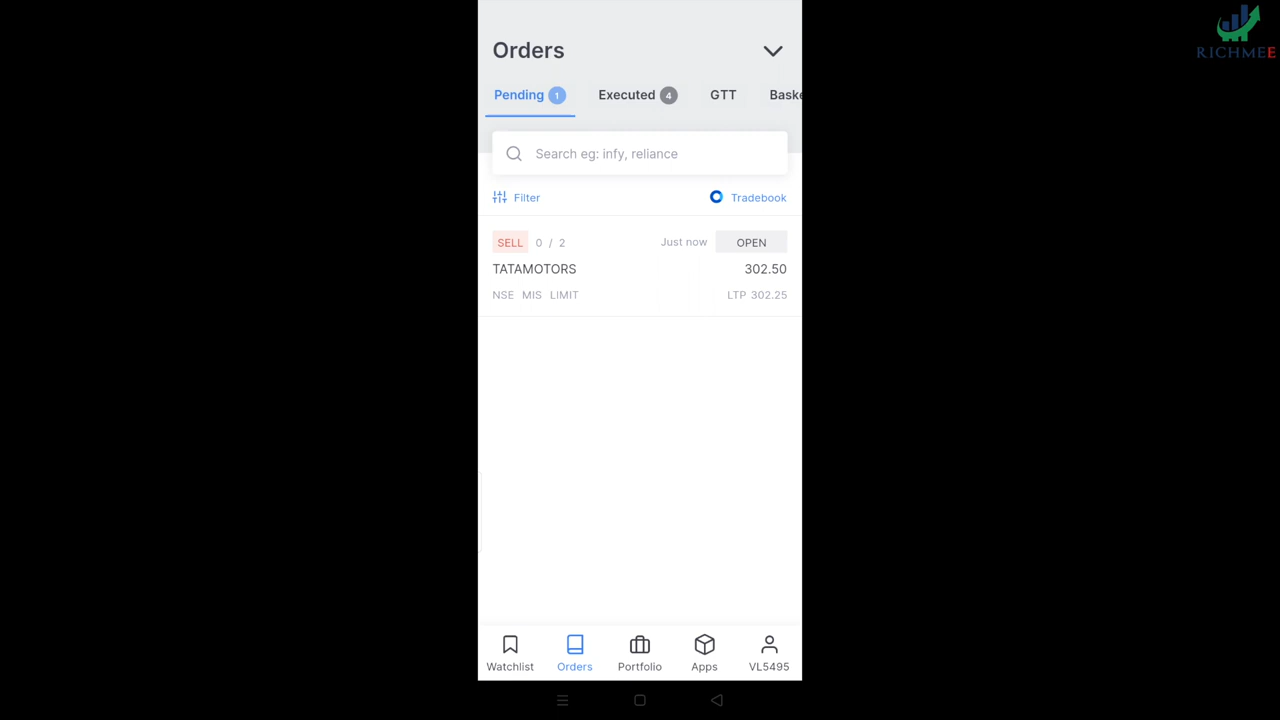 RICHMEE
Orders
Pending 1 Executed 4 GTT Baske
Search eg: infy, reliance
Filter Tradebook
SELL 0 / 2 Just now OPEN
TATAMOTORS 302.50
NSE MIS LIMIT LTP 302.25
Watchlist Orders Portfolio Apps VL5495